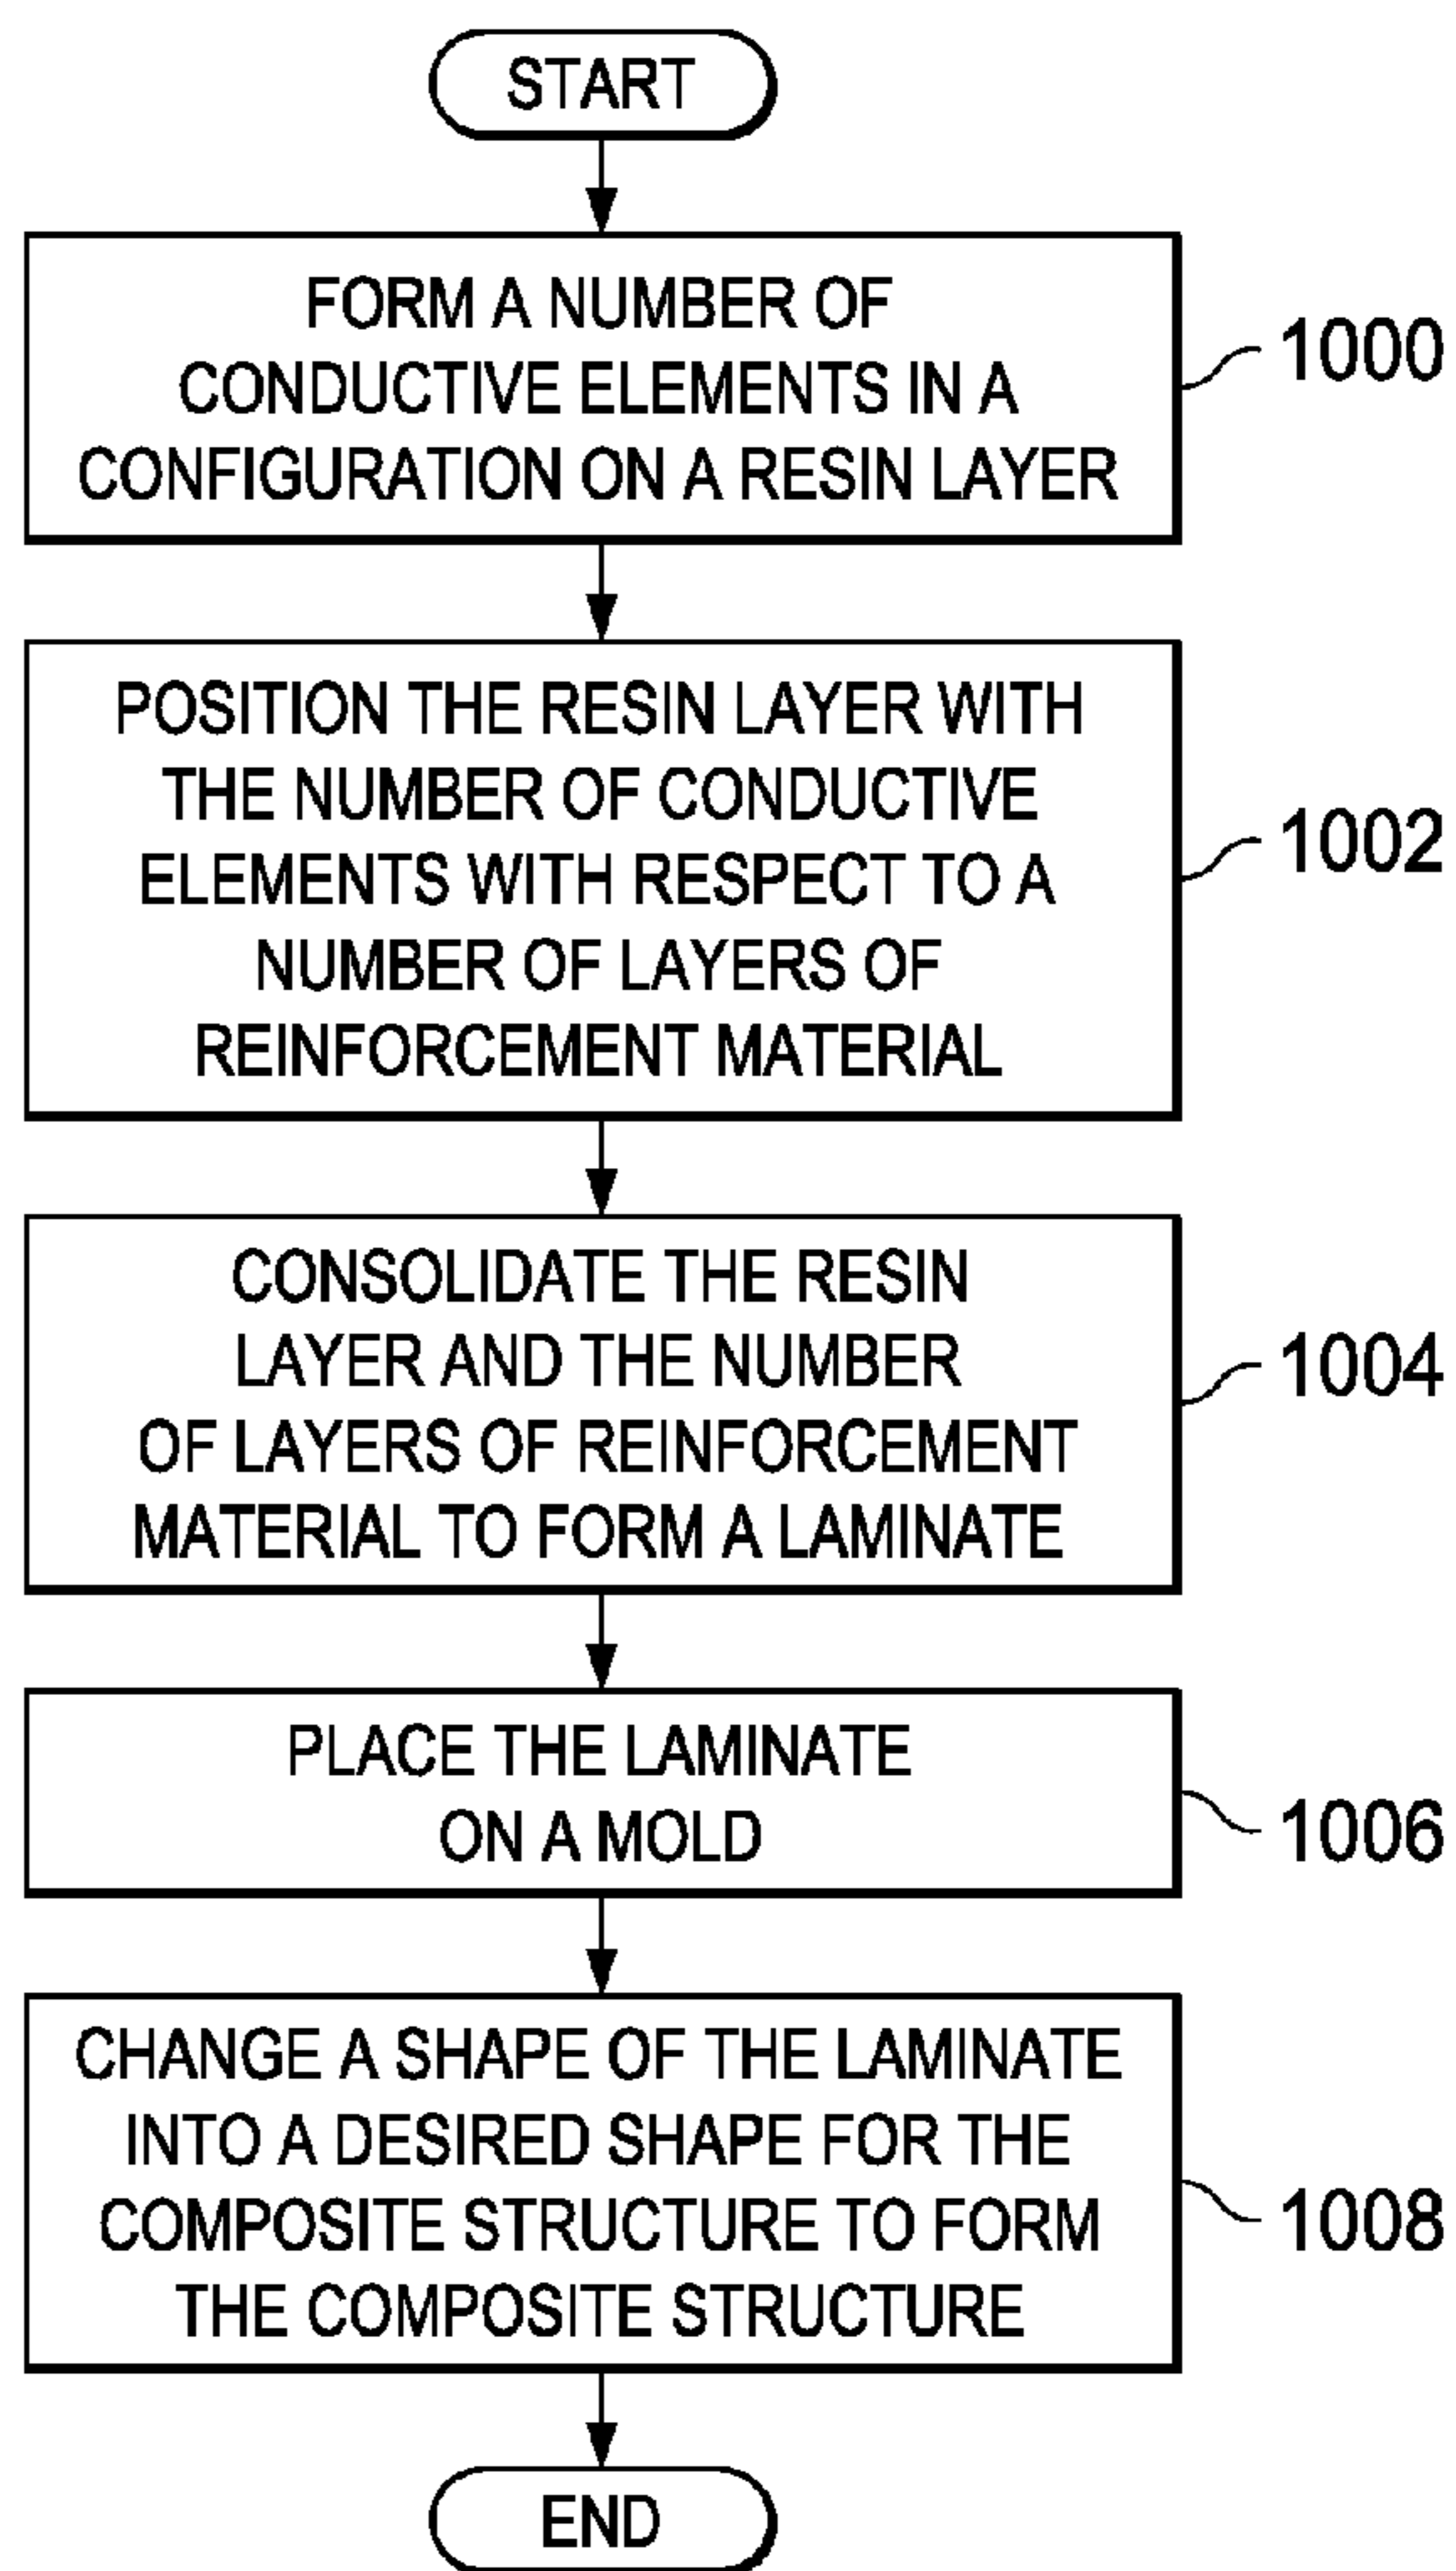 START
FORM A NUMBER OF
CONDUCTIVE ELEMENTS IN A
CONFIGURATION ON A RESIN LAYER
1000
POSITION THE RESIN LAYER WITH
THE NUMBER OF CONDUCTIVE
ELEMENTS WITH RESPECT TO A
NUMBER OF LAYERS OF
REINFORCEMENT MATERIAL
1002
CONSOLIDATE THE RESIN
LAYER AND THE NUMBER
OF LAYERS OF REINFORCEMENT
MATERIAL TO FORM A LAMINATE
1004
PLACE THE LAMINATE
ON A MOLD
1006
CHANGE A SHAPE OF THE LAMINATE
INTO A DESIRED SHAPE FOR THE
COMPOSITE STRUCTURE TO FORM
THE COMPOSITE STRUCTURE
1008
END